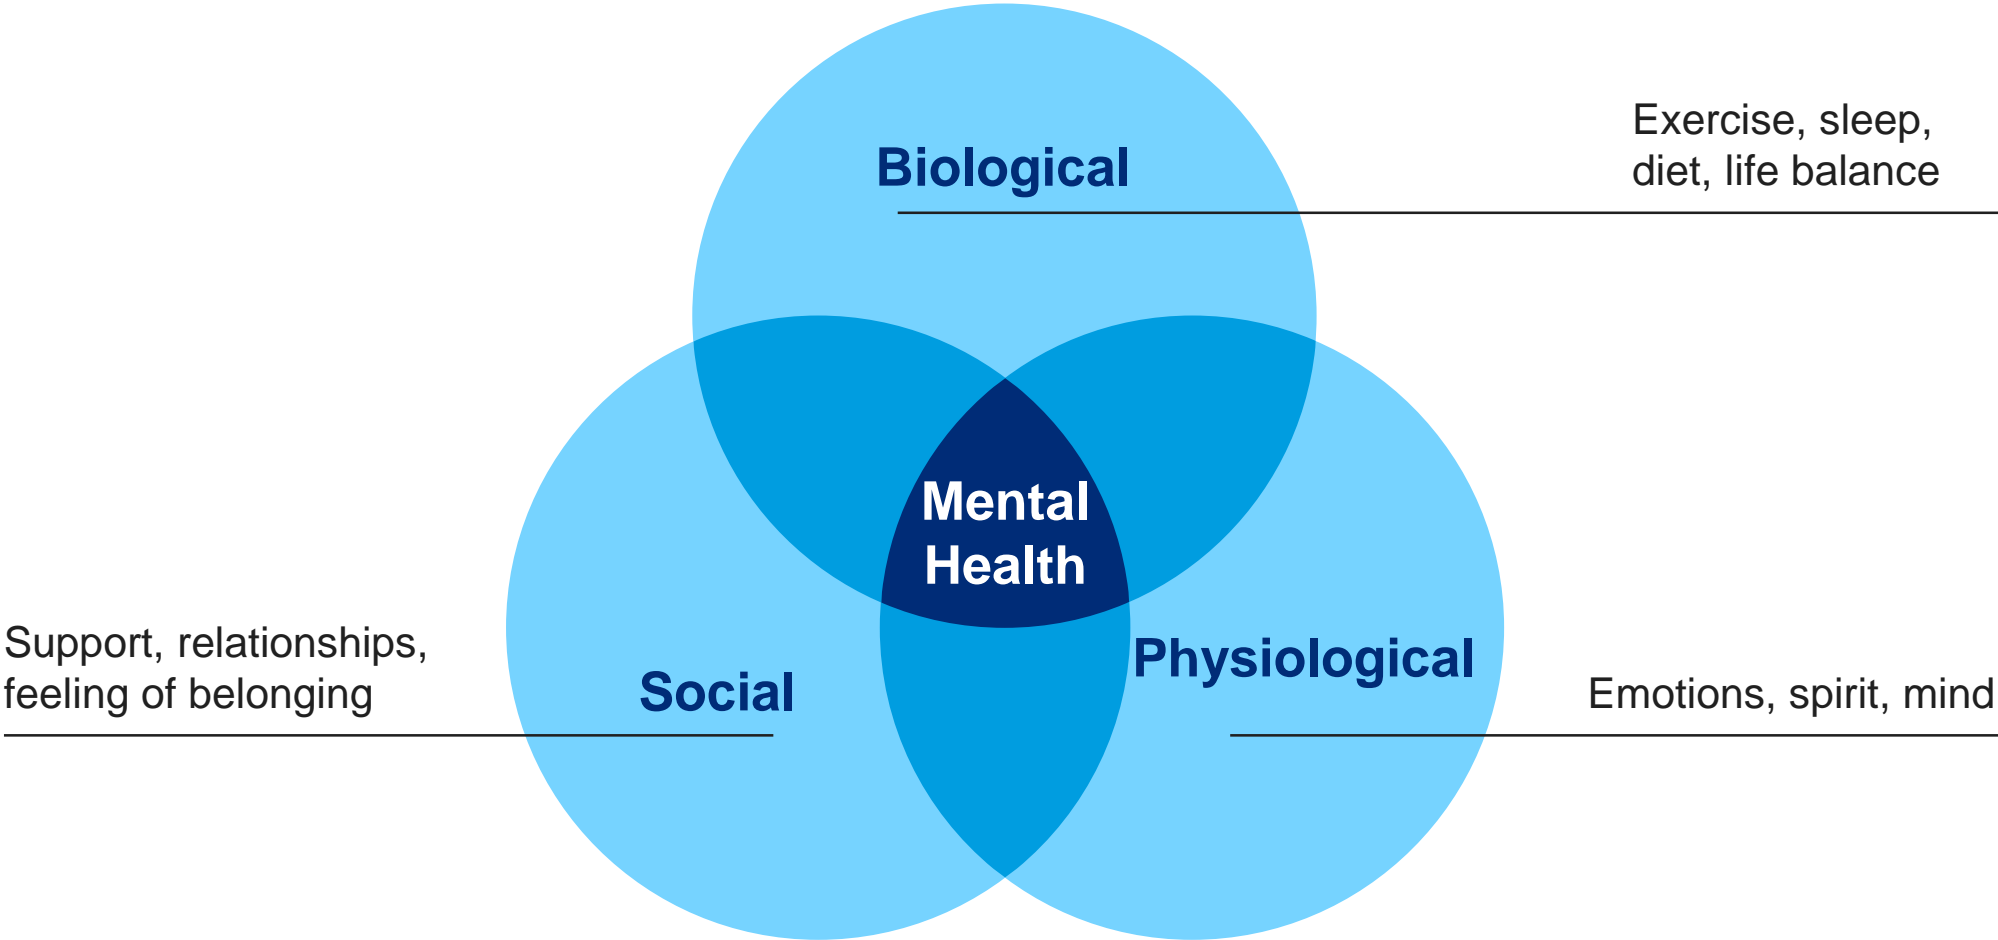 Biological
Exercise, sleep,
diet, life balance
Mental
Health
Support, relationships,
feeling of belonging
Social
Physiological
Emotions, spirit, mind